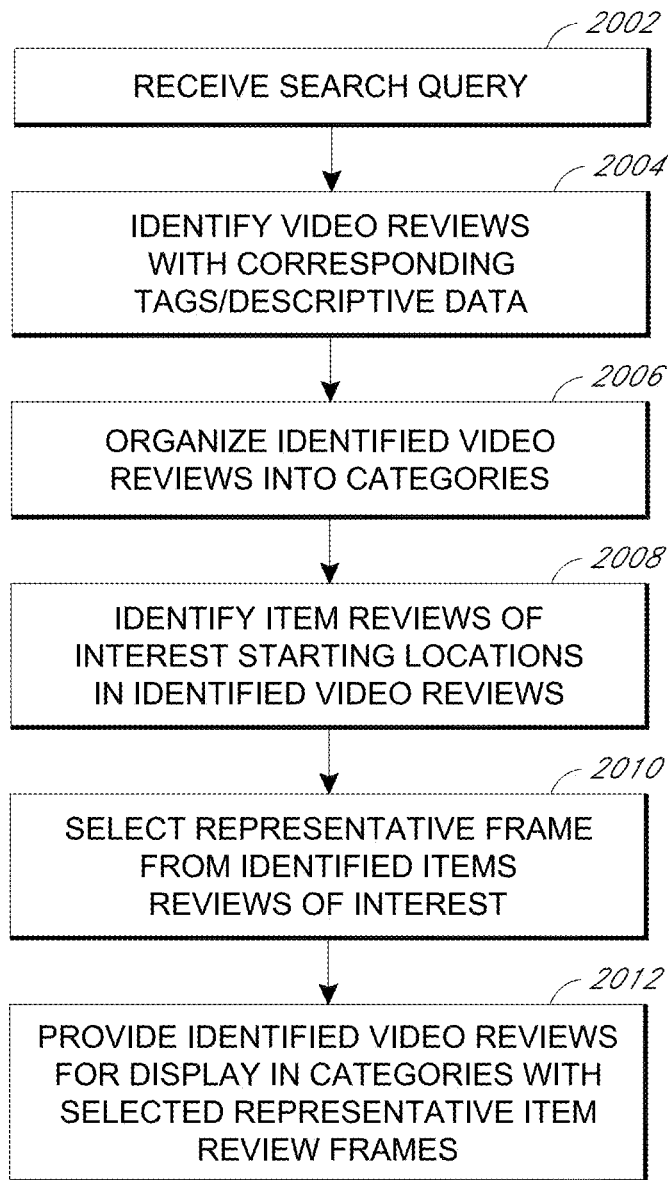 2002
RECEIVE SEARCH QUERY
2004
IDENTIFY VIDEO REVIEWS
WITH CORRESPONDING
TAGS/DESCRIPTIVE DATA
2006
ORGANIZE IDENTIFIED VIDEO
REVIEWS INTO CATEGORIES
2008
IDENTIFY ITEM REVIEWS OF
INTEREST STARTING LOCATIONS
IN IDENTIFIED VIDEO REVIEWS
2010
SELECT REPRESENTATIVE FRAME
FROM IDENTIFIED ITEMS
REVIEWS OF INTEREST
2012
PROVIDE IDENTIFIED VIDEO REVIEWS
FOR DISPLAY IN CATEGORIES WITH
SELECTED REPRESENTATIVE ITEM
REVIEW FRAMES